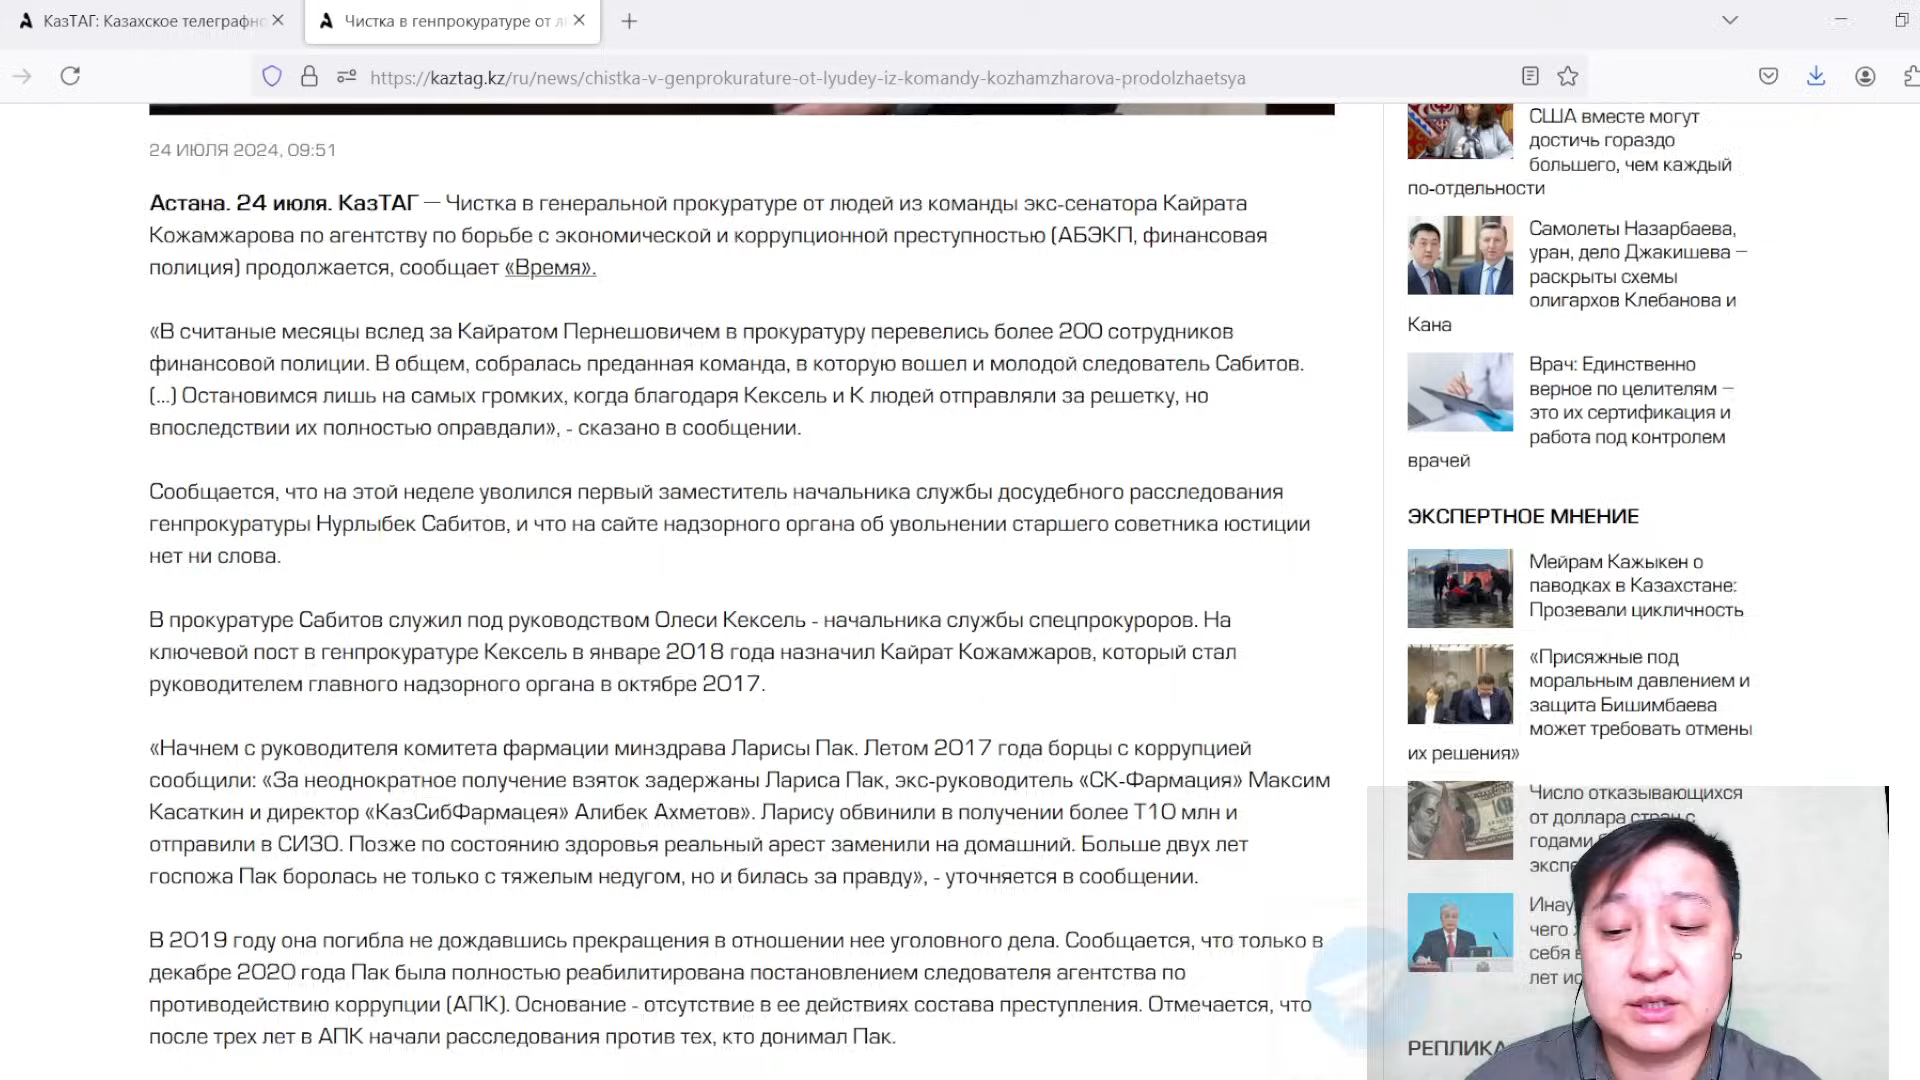 КазТАГ: Казахское телеграфно
Чистка в генпрокуратуре от л
https://kaztag.kz/ru/news/chistka-v-genprokurature-ot-lyudey-iz-komandy-kozhamzharova-prodolzhaetsya
24 ИЮЛЯ 2024, 09:51
Астана. 24 июля. КазТАГ — Чистка в генеральной прокуратуре от людей из команды экс-сенатора Кайрата
Кожамжарова по агентству по борьбе с экономической и коррупционной преступностью (АБЭКП, финансовая
полиция) продолжается, сообщает «Время».
«В считаные месяцы вслед за Кайратом Пернешовичем в прокуратуру перевелись более 200 сотрудников
финансовой полиции. В общем, собралась преданная команда, в которую вошел и молодой следователь Сабитов.
(...) Остановимся лишь на самых громких, когда благодаря Кексель и К людей отправляли за решетку, но
впоследствии их полностью оправдали», - сказано в сообщении.
Сообщается, что на этой неделе уволился первый заместитель начальника службы досудебного расследования
генпрокуратуры Нурлыбек Сабитов, и что на сайте надзорного органа об увольнении старшего советника юстиции
нет ни слова.
В прокуратуре Сабитов служил под руководством Олеси Кексель - начальника службы спецпрокуроров. На
ключевой пост в генпрокуратуре Кексель в январе 2018 года назначил Кайрат Кожамжаров, который стал
руководителем главного надзорного органа в октябре 2017.
«Начнем с руководителя комитета фармации минздрава Ларисы Пак. Летом 2017 года борцы с коррупцией
сообщили: «За неоднократное получение взяток задержаны Лариса Пак, экс-руководитель «СК-Фармация» Максим
Касаткин и директор «КазСибФармацея» Алибек Ахметов». Ларису обвинили в получении более Т10 млн и
отправили в СИЗО. Позже по состоянию здоровья реальный арест заменили на домашний. Больше двух лет
госпожа Пак боролась не только с тяжелым недугом, но и билась за правду», - уточняется в сообщении.
В 2019 году она погибла не дождавшись прекращения в отношении нее уголовного дела. Сообщается, что только в
декабре 2020 года Пак была полностью реабилитирована постановлением следователя агентства по
противодействию коррупции (АПК). Основание - отсутствие в ее действиях состава преступления. Отмечается, что
после трех лет в АПК начали расследования против тех, кто донимал Пак.
США вместе могут
достичь гораздо
большего, чем каждый
по-отдельности
Самолеты Назарбаева,
уран, дело Джакишева —
раскрыты схемы
олигархов Клебанова и
Кана
Врач: Единственно
верное по целителям —
это их сертификация и
работа под контролем
врачей
ЭКСПЕРТНОЕ МНЕНИЕ
Мейрам Кажыкен о
паводках в Казахстане:
Прозевали цикличность
«Присяжные под
моральным давлением и
защита Бишимбаева
может требовать отмены
их решения»
Число отказывающихся
от доллара стран с
годами
экспе
Инау
чего
себя
лет ис
РЕПЛИКА